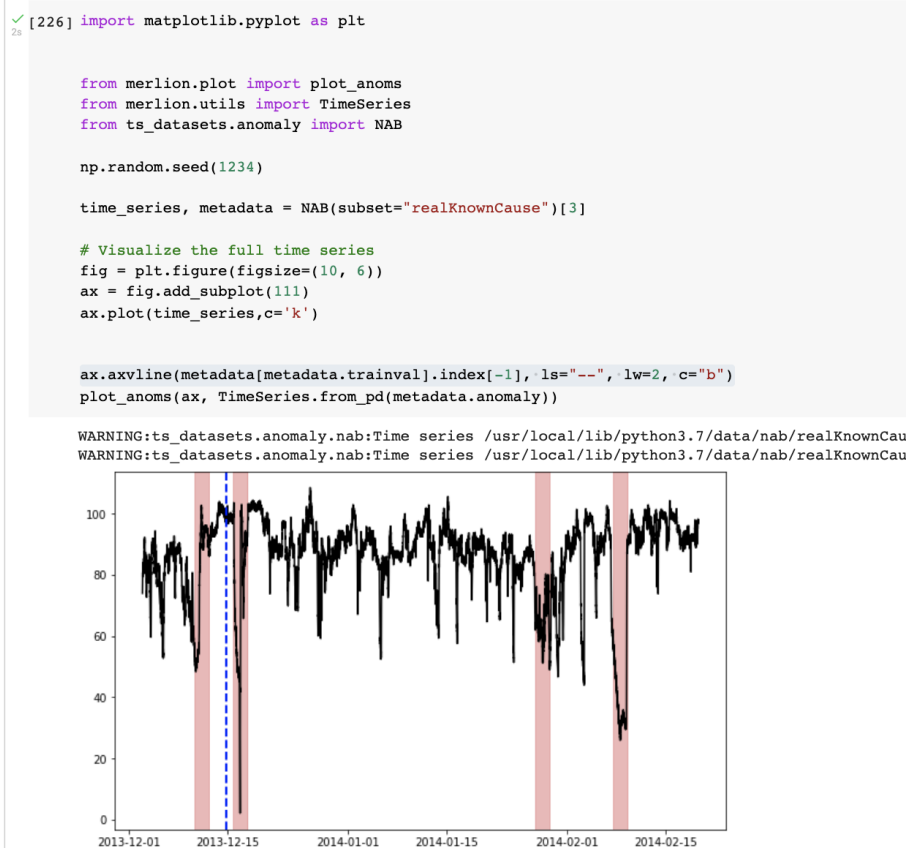 [226] import matplotlib.pyplot as plt
2s
from merlion.plot import plot_anoms
from merlion.utils import TimeSeries
from ts_datasets.anomaly import NAB
np.random.seed(1234)
time_series, metadata = NAB(subset="realKnownCause")[3]
# Visualize the full time series
fig = plt.figure(figsize=(10, 6))
ax = fig.add_subplot(111)
ax.plot(time_series,c='k')
ax.axvline(metadata[metadata.trainval].index[-1], ls="--", lw=2, c="b")
plot_anoms(ax, TimeSeries.from_pd(metadata.anomaly))
WARNING:ts_datasets.anomaly.nab:Time series /usr/local/lib/python3.7/data/nab/realKnownCau
WARNING:ts_datasets.anomaly.nab:Time series /usr/local/lib/python3.7/data/nab/realKnownCau
100
80
60
40
20
0
2013-12-01 2013-12-15 2014-01-01 2014-01-15 2014-02-01 2014-02-15